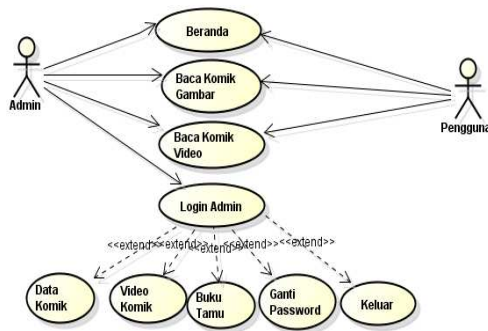 Beranda
Admin
Baca Komik
Gambar
Pengguna
Baca Komik
Video
Login Admin
<<extend>>
<<extend>>
<<extend>>
<<extend>>
<<extend>>
Data
Komik
Video
Komik
Buku
Tamu
Ganti
Password
Keluar